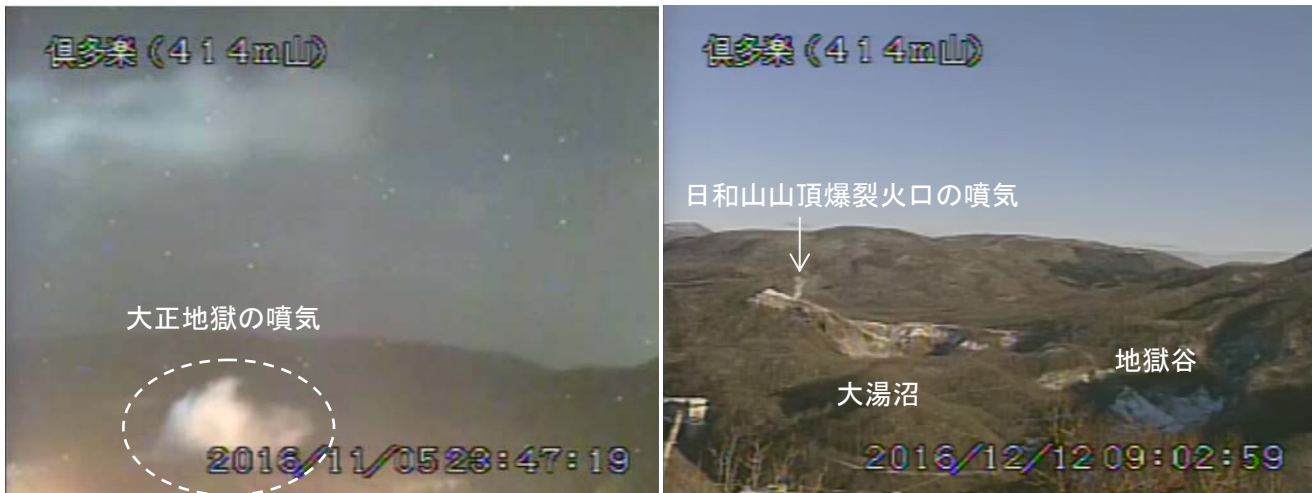 倶多楽（414m山）
大正地獄の噴気
2016/11/05 23:47:19
倶多楽（414m山）
日和山山頂爆裂火口の噴気
地獄谷
大湯沼
2016/12/12 09:02:59